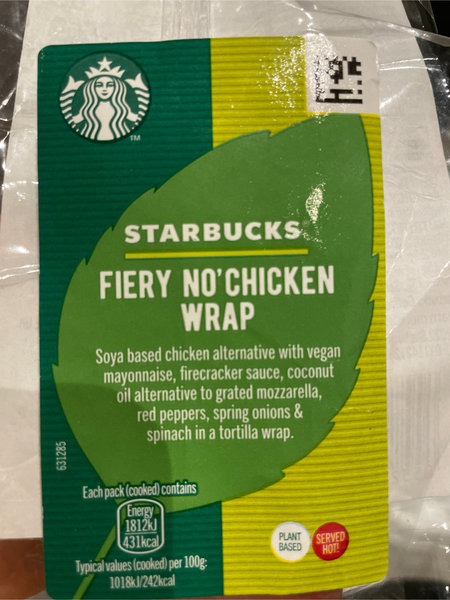 TM
STARBUCKS
FIERY NO'CHICKEN
WRAP
Soya based chicken alternative with vegan
mayonnaise, firecracker sauce, coconut
oil alternative to grated mozzarella,
red peppers, spring onions &
spinach in a tortilla wrap.
631285
Each pack (cooked) contains
Energy
1812kJ
431kcal
Typical values (cooked) per 100g:
1018kJ/242kcal
PLANT
BASED
SERVED
HOT!